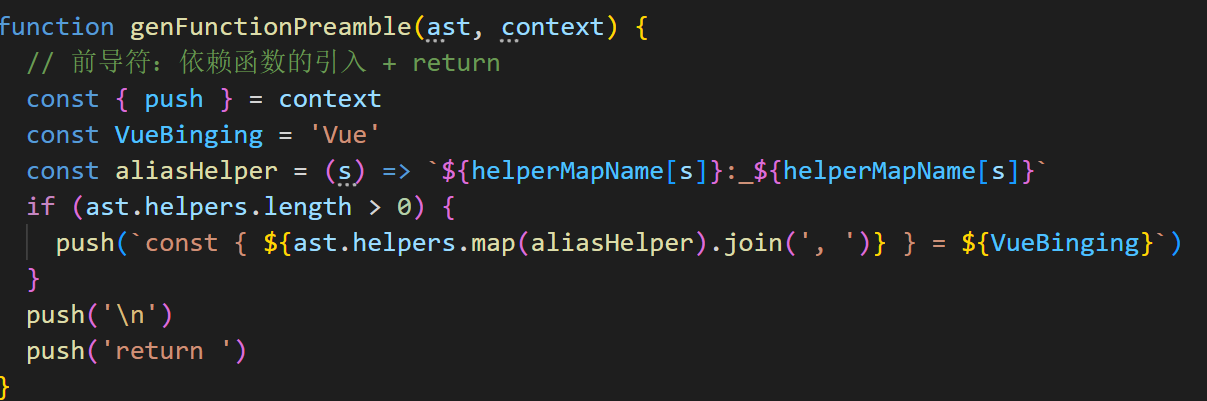 function genFunctionPreamble(ast, context) {
  // 前导符：依赖函数的引入 + return
  const { push } = context
  const VueBinging = 'Vue'
  const aliasHelper = (s) => `${helperMapName[s]}:_${helperMapName[s]}`
  if (ast.helpers.length > 0) {
    push(`const { ${ast.helpers.map(aliasHelper).join(', ')} } = ${VueBinging}`)
  }
  push('\n')
  push('return ')
}